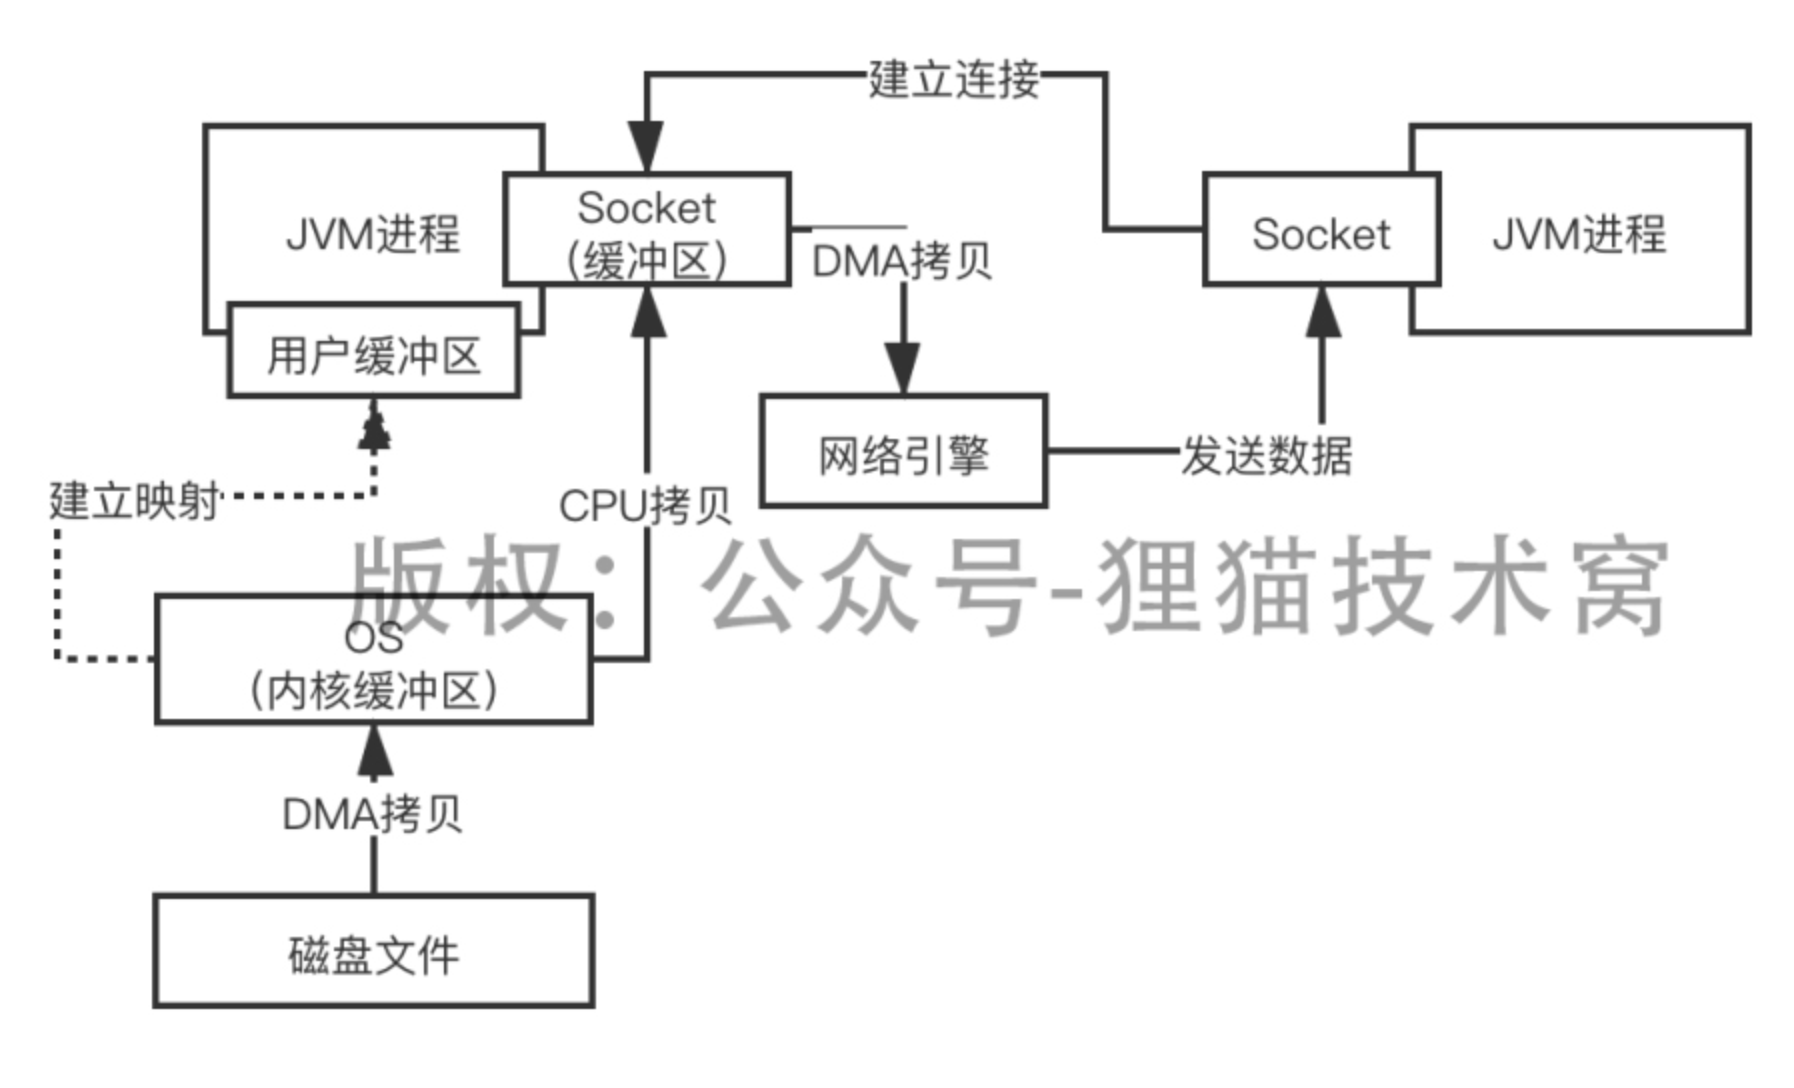 建立连接
JVM进程
Socket
(缓冲区)
DMA拷贝
Socket
JVM进程
用户缓冲区
网络引擎
发送数据
建立映射
CPU拷贝
版权：公众号-狸猫技术窝
OS
(内核缓冲区)
DMA拷贝
磁盘文件